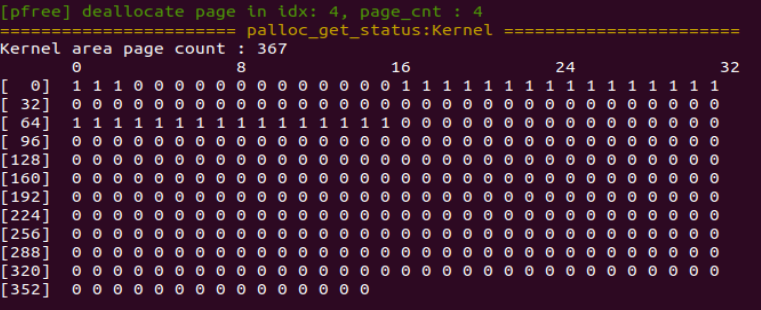 [pfree] deallocate page in idx: 4, page_cnt : 4
======================= palloc_get_status:Kernel =======================
Kernel area page count : 367
0 8 16 24 32
[  0] 1 1 1 0 0 0 0 0 0 0 0 0 0 0 0 0 1 1 1 1 1 1 1 1 1 1 1 1 1 1 1 1
[ 32] 0 0 0 0 0 0 0 0 0 0 0 0 0 0 0 0 0 0 0 0 0 0 0 0 0 0 0 0 0 0 0 0
[ 64] 1 1 1 1 1 1 1 1 1 1 1 1 1 1 1 1 0 0 0 0 0 0 0 0 0 0 0 0 0 0 0 0
[ 96] 0 0 0 0 0 0 0 0 0 0 0 0 0 0 0 0 0 0 0 0 0 0 0 0 0 0 0 0 0 0 0 0
[128] 0 0 0 0 0 0 0 0 0 0 0 0 0 0 0 0 0 0 0 0 0 0 0 0 0 0 0 0 0 0 0 0
[160] 0 0 0 0 0 0 0 0 0 0 0 0 0 0 0 0 0 0 0 0 0 0 0 0 0 0 0 0 0 0 0 0
[192] 0 0 0 0 0 0 0 0 0 0 0 0 0 0 0 0 0 0 0 0 0 0 0 0 0 0 0 0 0 0 0 0
[224] 0 0 0 0 0 0 0 0 0 0 0 0 0 0 0 0 0 0 0 0 0 0 0 0 0 0 0 0 0 0 0 0
[256] 0 0 0 0 0 0 0 0 0 0 0 0 0 0 0 0 0 0 0 0 0 0 0 0 0 0 0 0 0 0 0 0
[288] 0 0 0 0 0 0 0 0 0 0 0 0 0 0 0 0 0 0 0 0 0 0 0 0 0 0 0 0 0 0 0 0
[320] 0 0 0 0 0 0 0 0 0 0 0 0 0 0 0 0 0 0 0 0 0 0 0 0 0 0 0 0 0 0 0 0
[352] 0 0 0 0 0 0 0 0 0 0 0 0 0 0 0